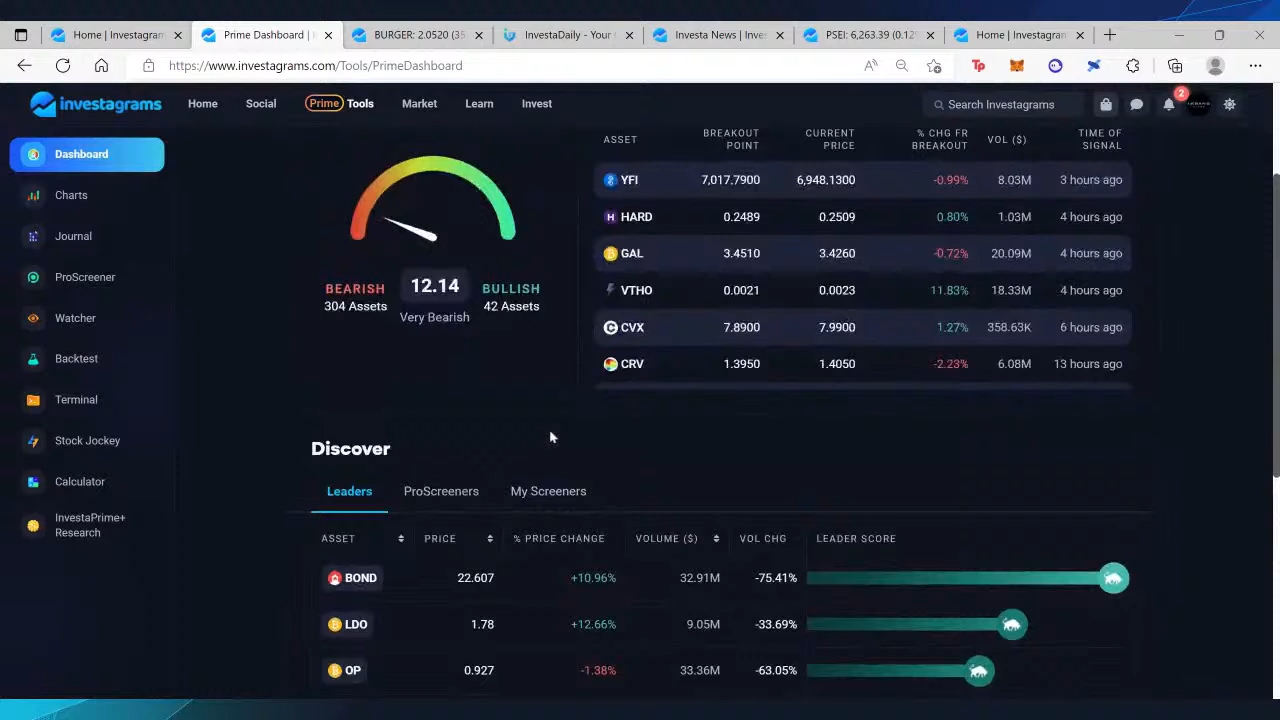 Home | Investagram
Prime Dashboard |
BURGER: 2.0520 (35
InvestaDaily - Your
Investa News | Inve
PSEI: 6,263.39 (0.12
Home | Investagram
https://www.investagrams.com/Tools/PrimeDashboard
investagrams
Home
Social
Prime Tools
Market
Learn
Invest
Search Investagrams
2
Dashboard
Charts
Journal
ProScreener
Watcher
Backtest
Terminal
Stock Jockey
Calculator
InvestaPrime+
Research
BEARISH
304 Assets
12.14
Very Bearish
BULLISH
42 Assets
ASSET BREAKOUT POINT CURRENT PRICE % CHG FR BREAKOUT VOL ($) TIME OF SIGNAL
YFI 7,017.7900 6,948.1300 -0.99% 8.03M 3 hours ago
HARD 0.2489 0.2509 0.80% 1.03M 4 hours ago
GAL 3.4510 3.4260 -0.72% 20.09M 4 hours ago
VTHO 0.0021 0.0023 11.83% 18.33M 4 hours ago
CVX 7.8900 7.9900 1.27% 358.63K 6 hours ago
CRV 1.3950 1.4050 -2.23% 6.08M 13 hours ago
Discover
Leaders ProScreeners My Screeners
ASSET PRICE % PRICE CHANGE VOLUME ($) VOL CHG LEADER SCORE
BOND 22.607 +10.96% 32.91M -75.41%
LDO 1.78 +12.66% 9.05M -33.69%
OP 0.927 -1.38% 33.36M -63.05%